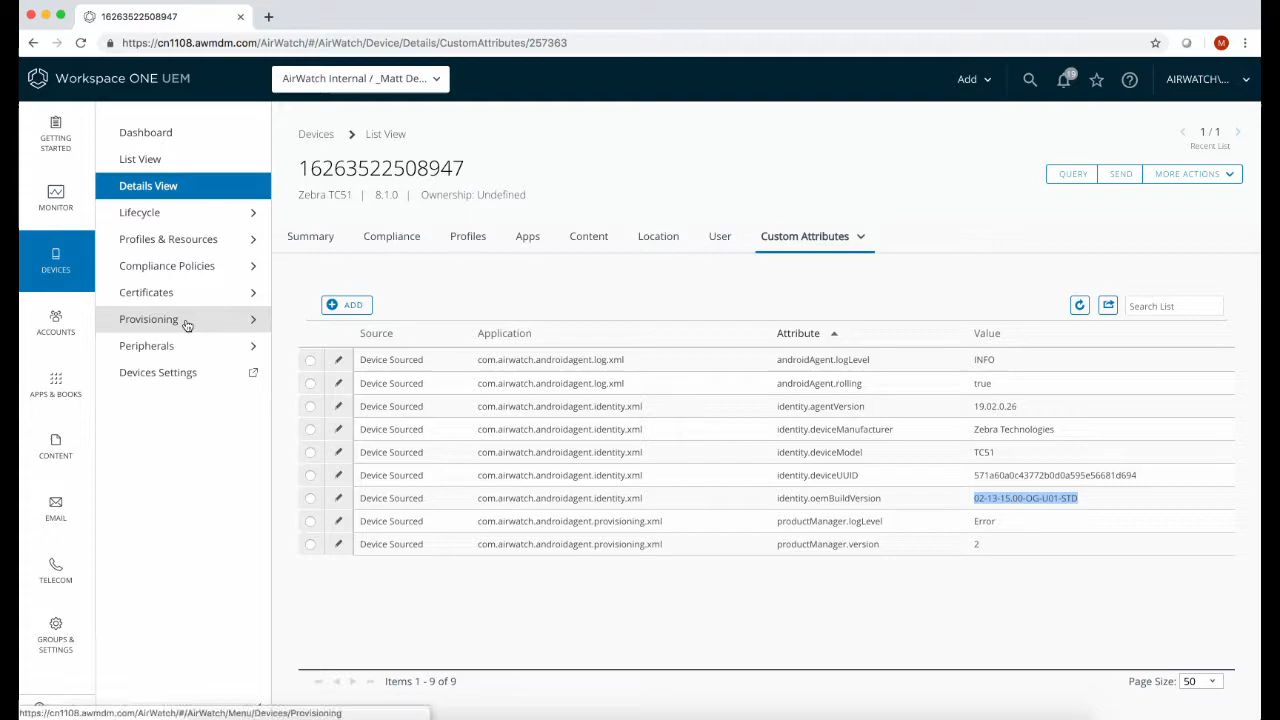 16263522508947
https://cn1108.awmdm.com/AirWatch/#/AirWatch/Device/Details/CustomAttributes/257363
M
Workspace ONE UEM
AirWatch Internal / _Matt De...
Add
19
AIRWATCH\...
GETTING STARTED
MONITOR
DEVICES
ACCOUNTS
APPS & BOOKS
CONTENT
EMAIL
TELECOM
GROUPS & SETTINGS
Dashboard
List View
Details View
Lifecycle
Profiles & Resources
Compliance Policies
Certificates
Provisioning
Peripherals
Devices Settings
Devices > List View
1 / 1
Recent List
16263522508947
Zebra TC51 | 8.1.0 | Ownership: Undefined
QUERY SEND MORE ACTIONS
Summary Compliance Profiles Apps Content Location User Custom Attributes
ADD
Search List
Source Application Attribute Value
Device Sourced com.airwatch.androidagent.log.xml androidAgent.logLevel INFO
Device Sourced com.airwatch.androidagent.log.xml androidAgent.rolling true
Device Sourced com.airwatch.androidagent.identity.xml identity.agentVersion 19.02.0.26
Device Sourced com.airwatch.androidagent.identity.xml identity.deviceManufacturer Zebra Technologies
Device Sourced com.airwatch.androidagent.identity.xml identity.deviceModel TC51
Device Sourced com.airwatch.androidagent.identity.xml identity.deviceUUID 571a60a0c43772b0d0a595e56681d694
Device Sourced com.airwatch.androidagent.identity.xml identity.oemBuildVersion 02-13-15.00-OG-U01-STD
Device Sourced com.airwatch.androidagent.provisioning.xml productManager.logLevel Error
Device Sourced com.airwatch.androidagent.provisioning.xml productManager.version 2
Items 1 - 9 of 9
Page Size: 50
https://cn1108.awmdm.com/AirWatch/#/AirWatch/Menu/Devices/Provisioning